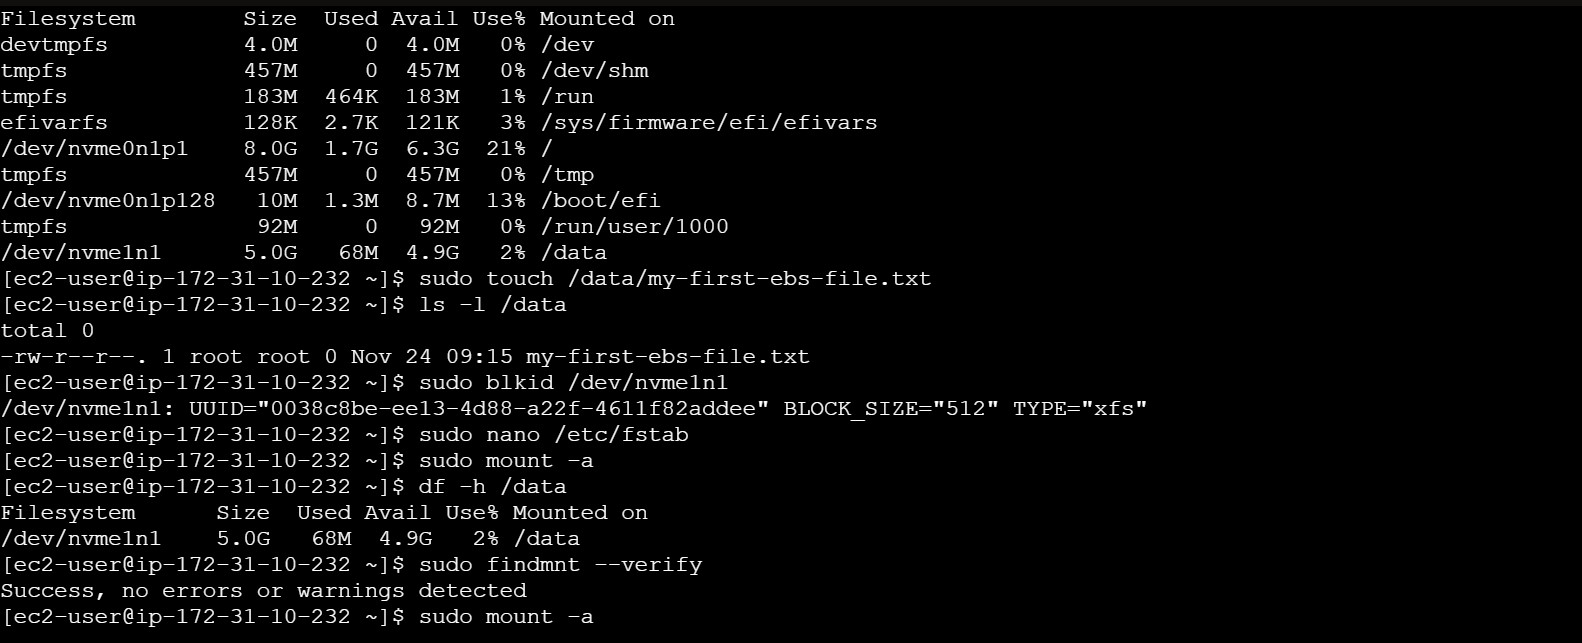 Filesystem        Size  Used Avail Use% Mounted on
devtmpfs          4.0M     0  4.0M   0% /dev
tmpfs             457M     0  457M   0% /dev/shm
tmpfs             183M  464K  183M   1% /run
efivarfs          128K  2.7K  121K   3% /sys/firmware/efi/efivars
/dev/nvme0n1p1    8.0G  1.7G  6.3G  21% /
tmpfs             457M     0  457M   0% /tmp
/dev/nvme0n1p128   10M  1.3M  8.7M  13% /boot/efi
tmpfs              92M     0   92M   0% /run/user/1000
/dev/nvme1n1      5.0G   68M  4.9G   2% /data
[ec2-user@ip-172-31-10-232 ~]$ sudo touch /data/my-first-ebs-file.txt
[ec2-user@ip-172-31-10-232 ~]$ ls -l /data
total 0
-rw-r--r--. 1 root root 0 Nov 24 09:15 my-first-ebs-file.txt
[ec2-user@ip-172-31-10-232 ~]$ sudo blkid /dev/nvme1n1
/dev/nvme1n1: UUID="0038c8be-ee13-4d88-a22f-4611f82addee" BLOCK_SIZE="512" TYPE="xfs"
[ec2-user@ip-172-31-10-232 ~]$ sudo nano /etc/fstab
[ec2-user@ip-172-31-10-232 ~]$ sudo mount -a
[ec2-user@ip-172-31-10-232 ~]$ df -h /data
Filesystem      Size  Used Avail Use% Mounted on
/dev/nvme1n1    5.0G   68M  4.9G   2% /data
[ec2-user@ip-172-31-10-232 ~]$ sudo findmnt --verify
Success, no errors or warnings detected
[ec2-user@ip-172-31-10-232 ~]$ sudo mount -a